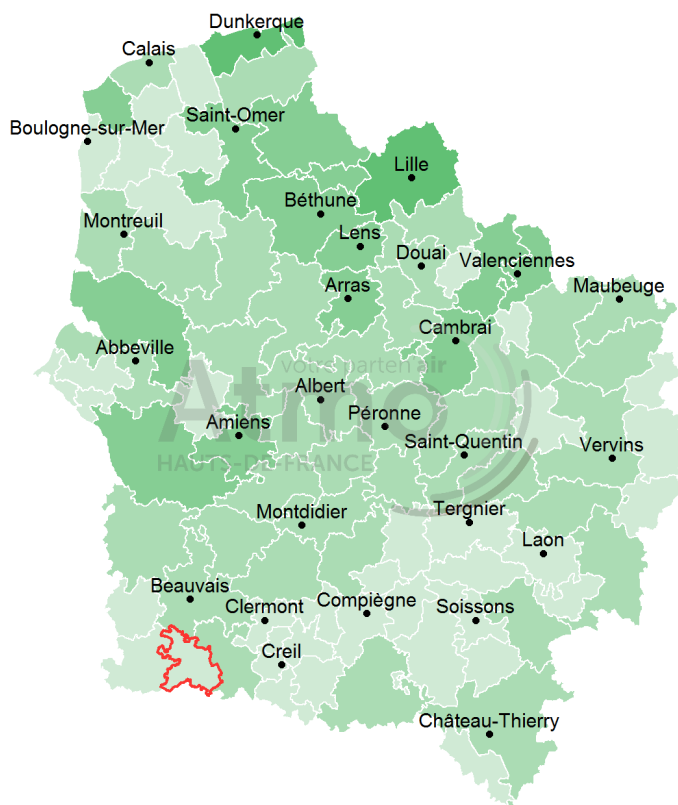 Dunkerque
Calais
Saint-Omer
Boulogne-sur-Mer
Lille
Béthune
Montreuil
Lens
Douai
Valenciennes
Arras
Maubeuge
Cambrai
Abbeville
votre parten'air
Albert
Atmo
Péronne
Amiens
Saint-Quentin
Vervins
HAUTS-DE-FRANCE
Montdidier
Tergnier
Laon
Beauvais
Clermont
Compiègne
Soissons
Creil
Château-Thierry